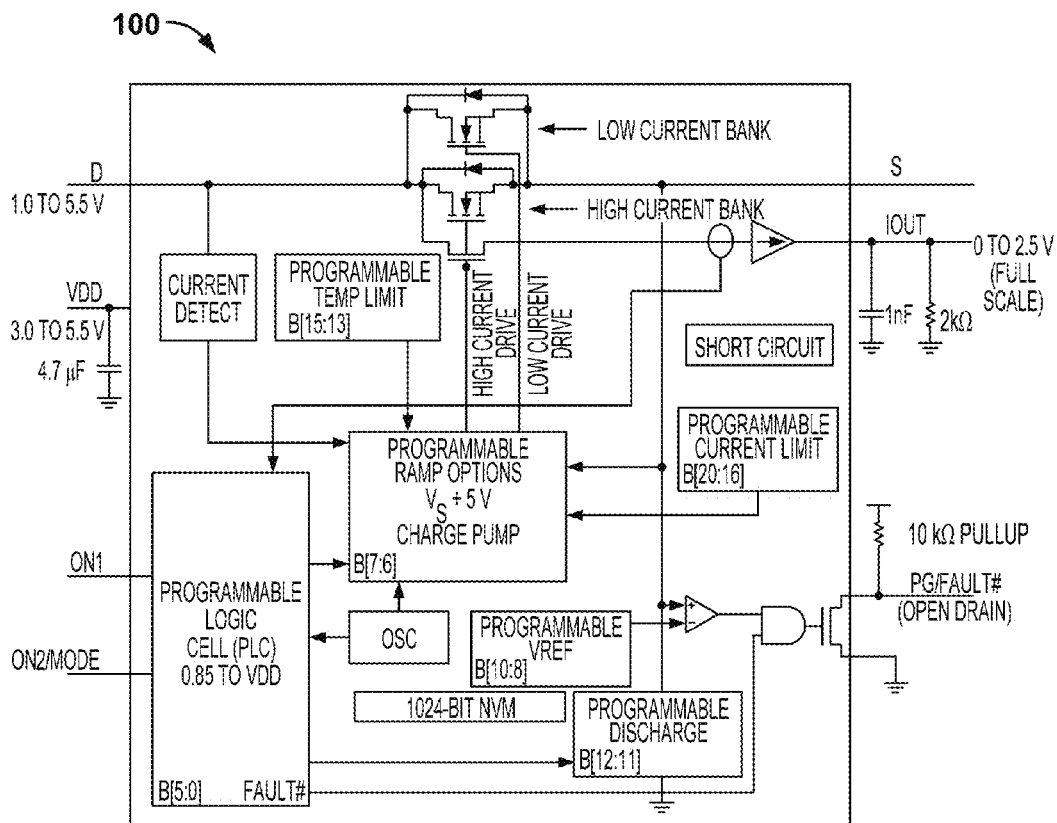 100
LOW CURRENT BANK
D
S
1.0 TO 5.5 V
HIGH CURRENT BANK
IOUT
0 TO 2.5 V
(FULL
SCALE)
CURRENT
DETECT
PROGRAMMABLE
TEMP LIMIT
B[15:13]
VDD
3.0 TO 5.5 V
4.7 µF
HIGH CURRENT
DRIVE
LOW CURRENT
DRIVE
1nF
2kΩ
SHORT CIRCUIT
PROGRAMMABLE
CURRENT LIMIT
B[20:16]
PROGRAMMABLE
RAMP OPTIONS
VS + 5 V
CHARGE PUMP
B[7:6]
10 kΩ PULLUP
ON1
PG/FAULT#
(OPEN DRAIN)
PROGRAMMABLE
LOGIC
CELL (PLC)
0.85 TO VDD
OSC
+
−
PROGRAMMABLE
VREF
B[10:8]
ON2/MODE
1024-BIT NVM
PROGRAMMABLE
DISCHARGE
B[12:11]
B[5:0]
FAULT#